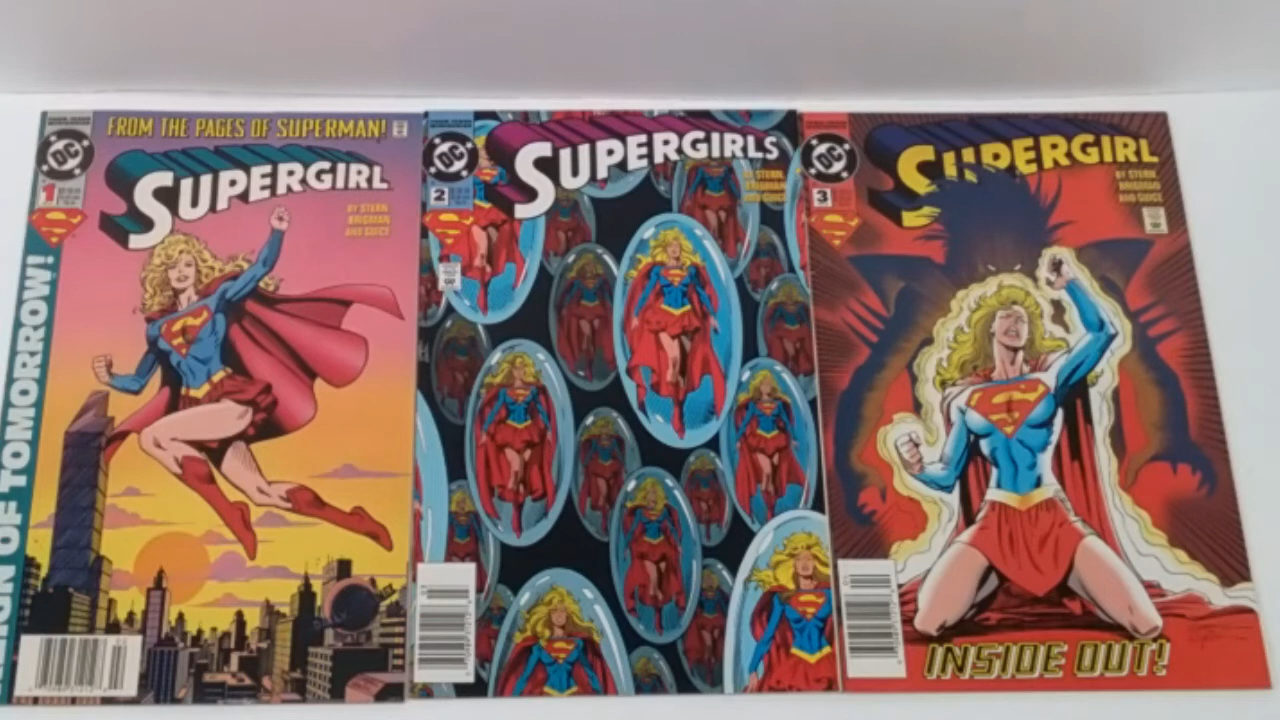 FROM THE PAGES OF SUPERMAN!
DC
1
SUPERGIRL
BY STERN,
BRIGMAN
AND GUICE
REIGN OF TOMORROW!
DC
2
SUPERGIRLS
BY STERN,
BRIGMAN
AND GUICE
DC
3
SUPERGIRL
BY STERN,
BRIGMAN
AND GUICE
INSIDE OUT!